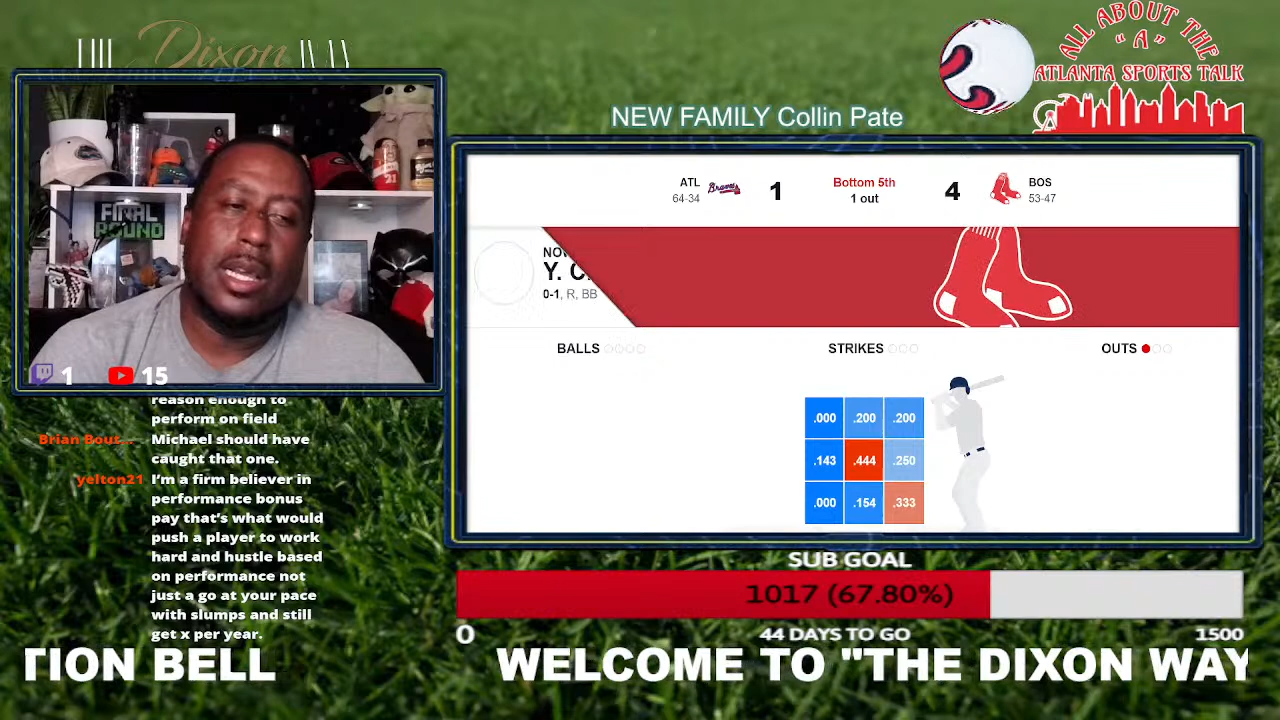 Dixon
ALL ABOUT THE
"A"
ATLANTA SPORTS TALK
NEW FAMILY Collin Pate
ATL
64-34
Braves
1
Bottom 5th
1 out
4
BOS
53-47
FINAL
ROUND
21
NOW
Y. C.
0-1, R, BB
BALLS
STRIKES
OUTS
.000 .200 .200
.143 .444 .250
.000 .154 .333
1
15
reason enough to
perform on field
Brian Bout... Michael should have
caught that one.
yelton21 I'm a firm believer in
performance bonus
pay that's what would
push a player to work
hard and hustle based
on performance not
just a go at your pace
with slumps and still
get x per year.
SUB GOAL
1017 (67.80%)
0
44 DAYS TO GO
1500
TION BELL
WELCOME TO "THE DIXON WAY